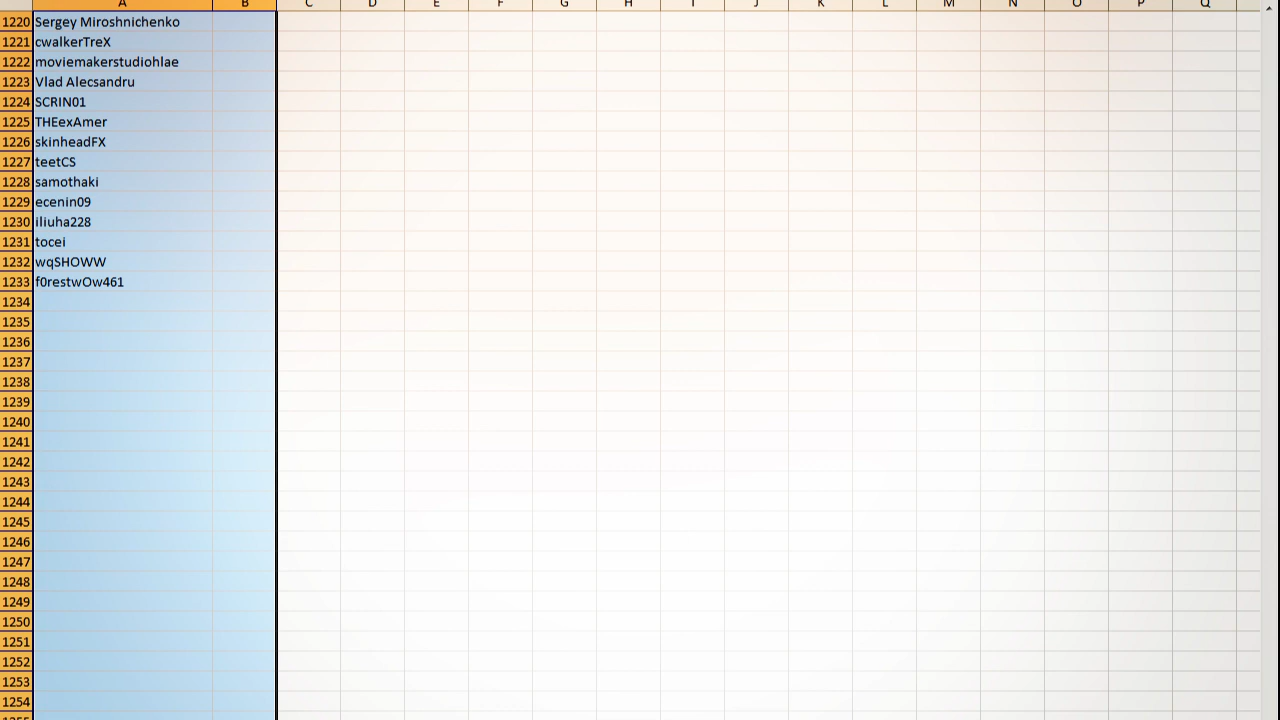 A B C D E F G H I J K L M N O P Q
1220 Sergey Miroshnichenko
1221 cwalkerTreX
1222 moviemakerstudiohlae
1223 Vlad Alecsandru
1224 SCRIN01
1225 THEexAmer
1226 skinheadFX
1227 teetCS
1228 samothaki
1229 ecenin09
1230 iliuha228
1231 tocei
1232 wqSHOWW
1233 f0restwOw461
1234
1235
1236
1237
1238
1239
1240
1241
1242
1243
1244
1245
1246
1247
1248
1249
1250
1251
1252
1253
1254